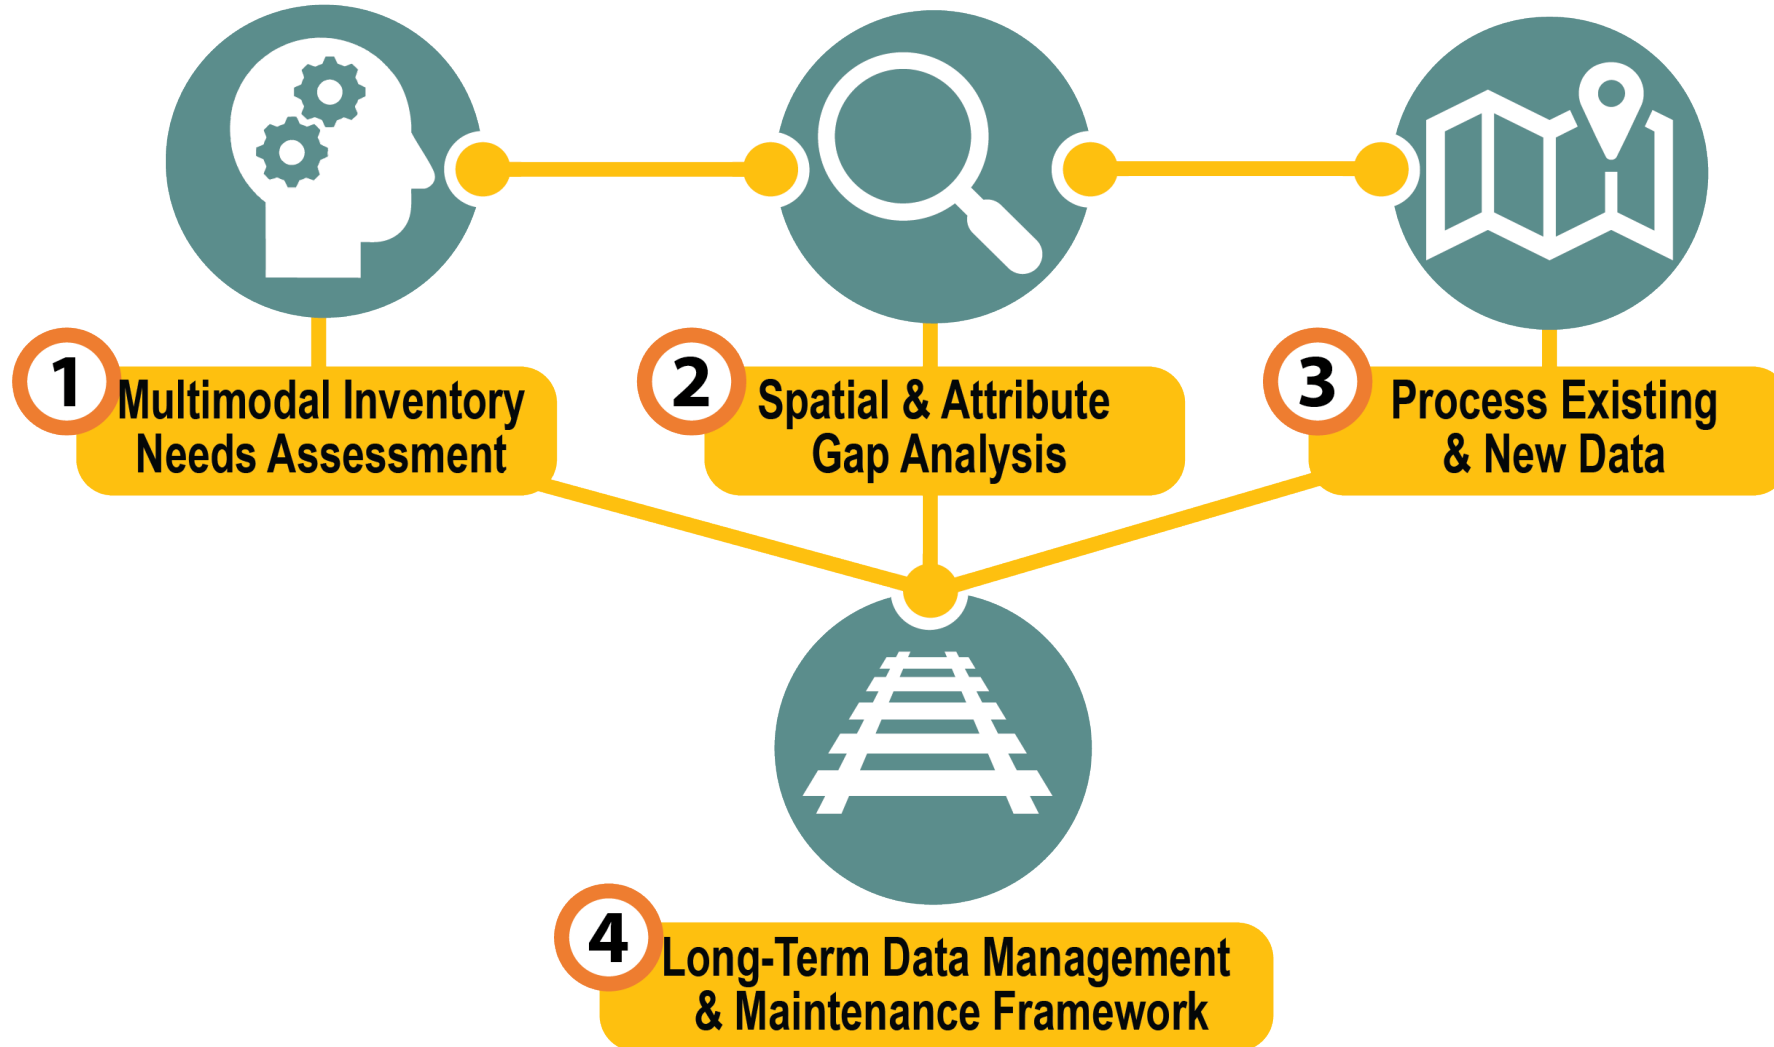 1
Multimodal Inventory
Needs Assessment
2
Spatial & Attribute
Gap Analysis
3
Process Existing
& New Data
4
Long-Term Data Management
& Maintenance Framework